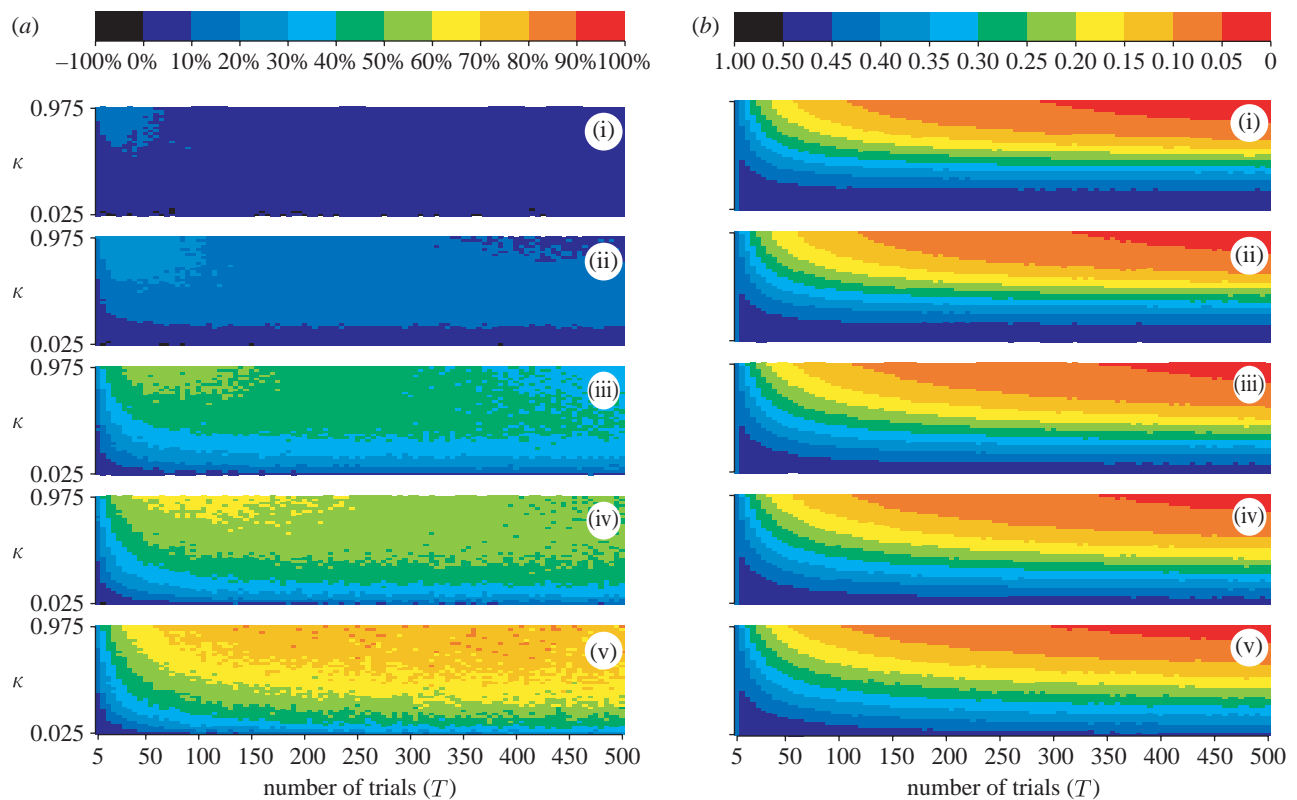 (a)
–100% 0% 10% 20% 30% 40% 50% 60% 70% 80% 90% 100%
0.975
κ
0.025
(i)
0.975
κ
0.025
(ii)
0.975
κ
0.025
(iii)
0.975
κ
0.025
(iv)
0.975
κ
0.025
(v)
5 50 100 150 200 250 300 350 400 450 500
number of trials (T)
(b)
1.00 0.50 0.45 0.40 0.35 0.30 0.25 0.20 0.15 0.10 0.05 0
(i)
(ii)
(iii)
(iv)
(v)
5 50 100 150 200 250 300 350 400 450 500
number of trials (T)